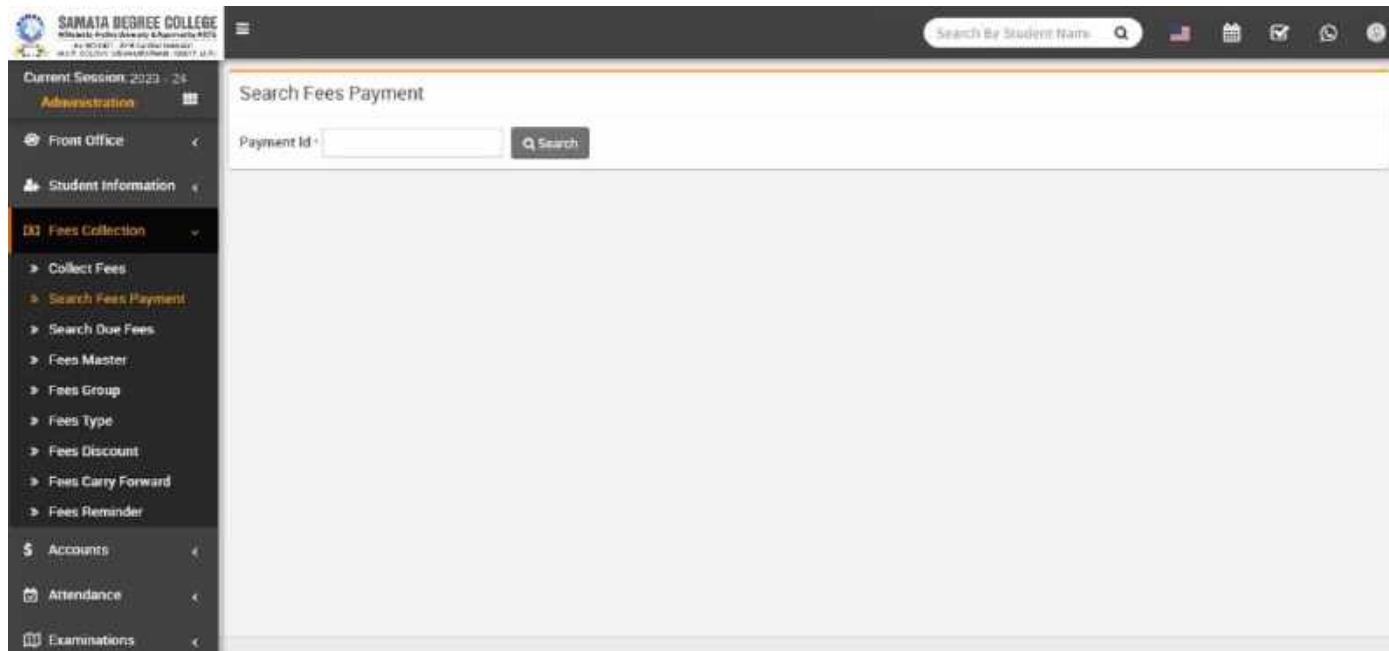 SAMATA DEGREE COLLEGE
Search By Student Name
Current Session: 2023 - 24
Administration
Front Office
Student Information
Fees Collection
Collect Fees
Search Fees Payment
Search Due Fees
Fees Master
Fees Group
Fees Type
Fees Discount
Fees Carry Forward
Fees Reminder
$ Accounts
Attendance
Examinations
Search Fees Payment
Payment Id *
Search